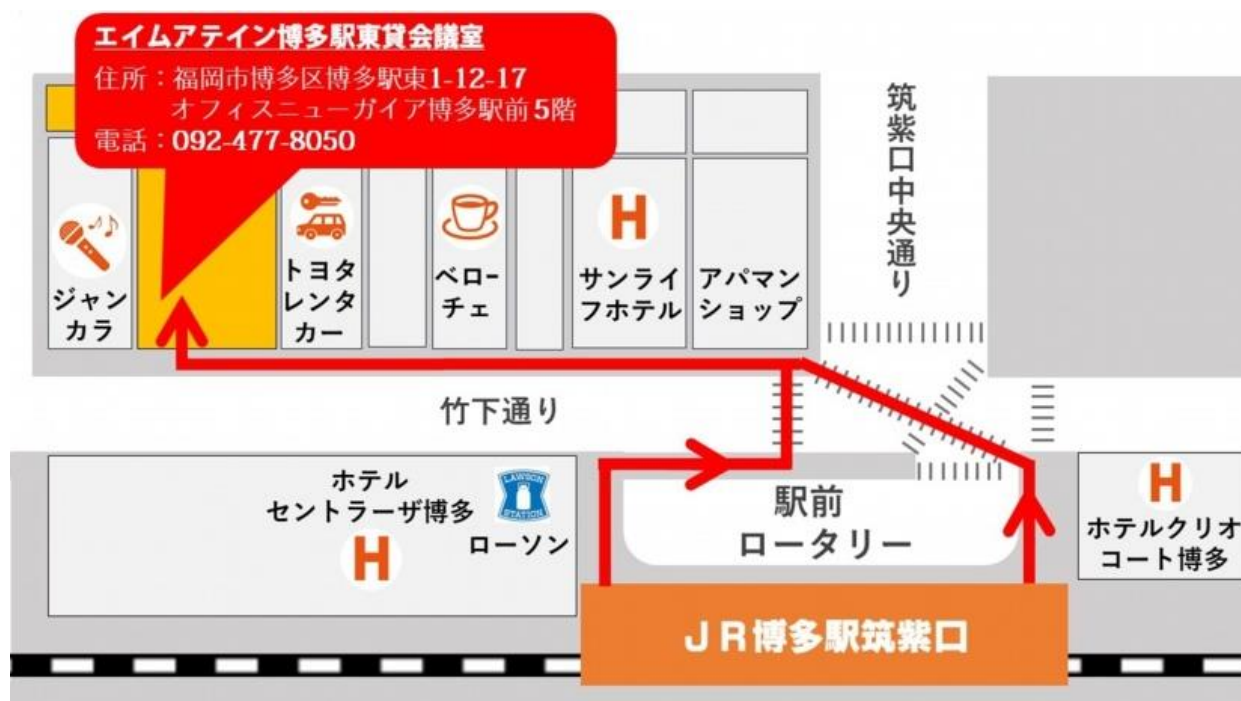 エイムアテイン博多駅東貸会議室
住所：福岡市博多区博多駅東1-12-17
オフィスニューガイア博多駅前5階
電話：092-477-8050
筑紫口中央通り
ジャン
カラ
トヨタ
レンタ
カー
ベロー
チェ
H
サンライ
フホテル
アパマン
ショップ
竹下通り
ホテル
セントラーザ博多
H
LAWSON
STATION
ローソン
駅前
ロータリー
H
ホテルクリオ
コート博多
JR博多駅筑紫口